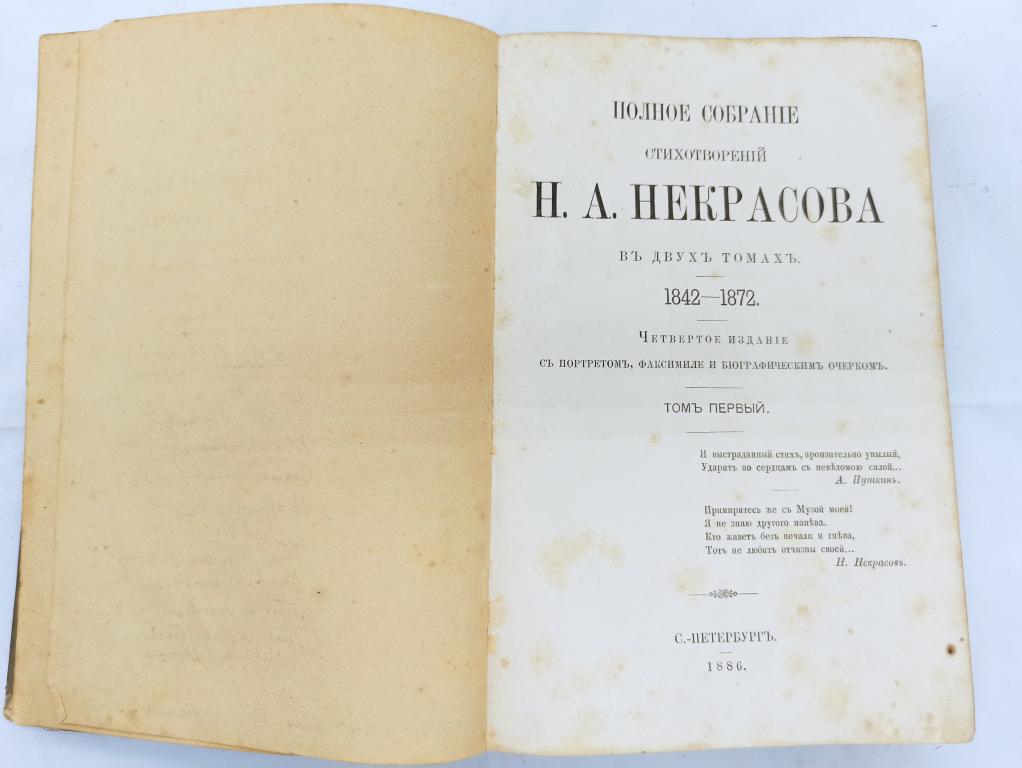 ПОЛНОЕ СОБРАНІЕ
СТИХОТВОРЕНІЙ
Н. А. НЕКРАСОВА
ВЪ ДВУХЪ ТОМАХЪ.
1842—1872.
Четвертое изданіе
съ портретомъ, факсимиле и біографическимъ очеркомъ.
ТОМЪ ПЕРВЫЙ.
И выстраданный стихъ, пронзительно унылый,
Ударитъ по сердцамъ съ невѣдомою силой...
А. Пушкинъ.
Примиритесь же съ Музой моей!
Я не знаю другого напѣва.
Кто живетъ безъ печали и гнѣва,
Тотъ не любитъ отчизны своей...
Н. Некрасовъ.
С.-ПЕТЕРБУРГЪ.
1886.